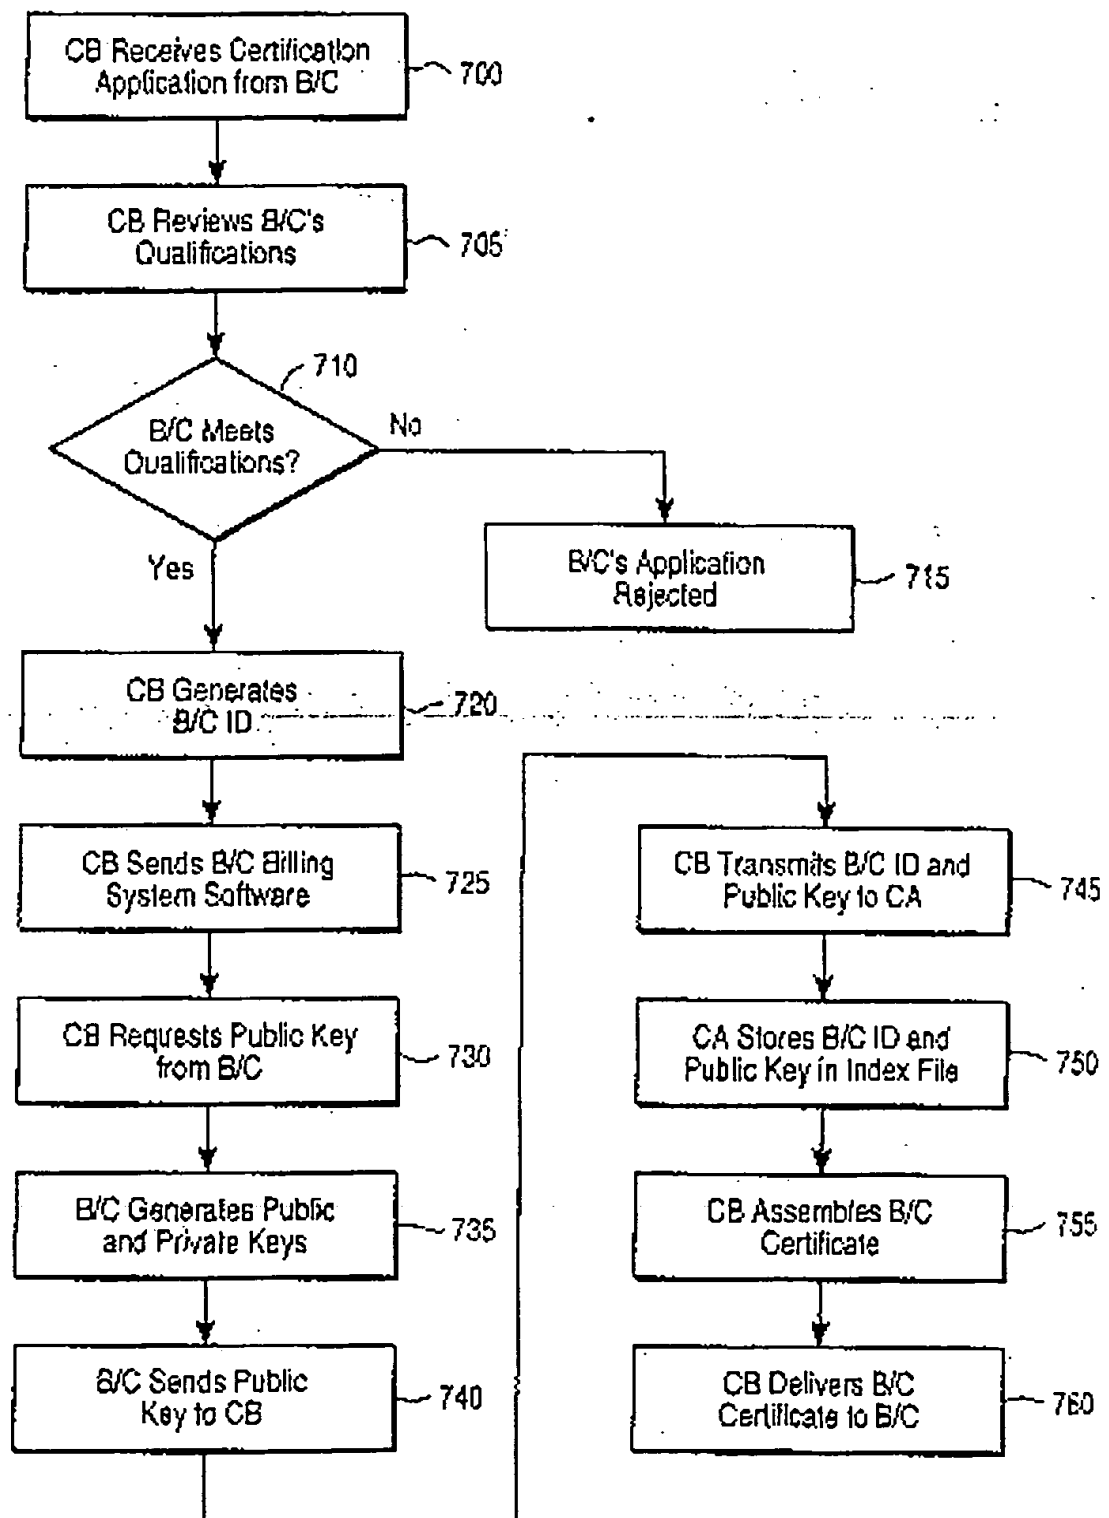 CB Receives Certification
Application from B/C
700
CB Reviews B/C's
Qualifications
705
710
B/C Meets
Qualifications?
No
Yes
B/C's Application
Rejected
715
CB Generates
B/C ID
720
CB Sends B/C Billing
System Software
725
CB Requests Public Key
from B/C
730
B/C Generates Public
and Private Keys
735
B/C Sends Public
Key to CB
740
CB Transmits B/C ID and
Public Key to CA
745
CA Stores B/C ID and
Public Key in Index File
750
CB Assembles B/C
Certificate
755
CB Delivers B/C
Certificate to B/C
760